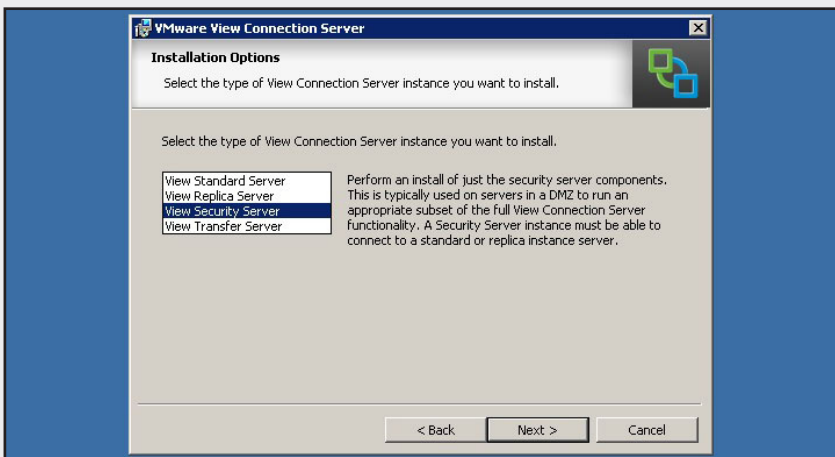 VMware View Connection Server
Installation Options
Select the type of View Connection Server instance you want to install.
Select the type of View Connection Server instance you want to install.
View Standard Server
View Replica Server
View Security Server
View Transfer Server
Perform an install of just the security server components.
This is typically used on servers in a DMZ to run an
appropriate subset of the full View Connection Server
functionality. A Security Server instance must be able to
connect to a standard or replica instance server.
< Back
Next >
Cancel